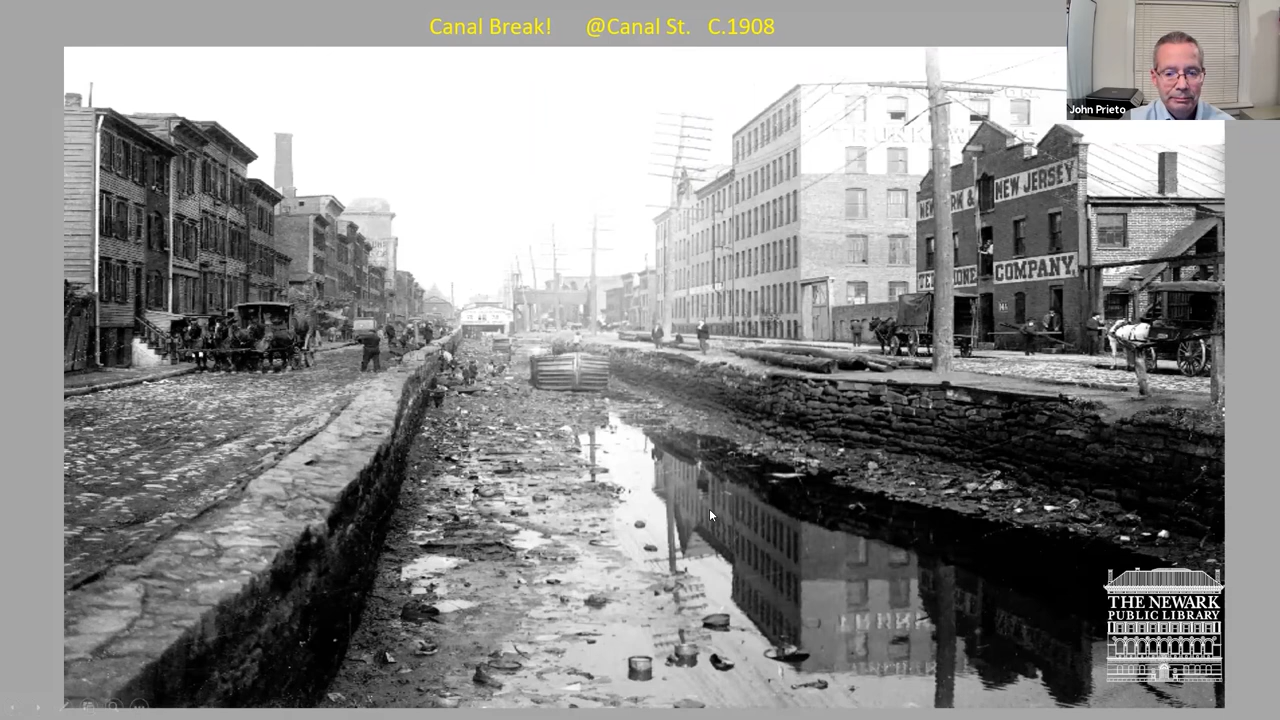 Canal Break! @Canal St. C.1908
John Prieto
NEW JERSEY
COMPANY.
THE NEWARK
PUBLIC LIBRARY